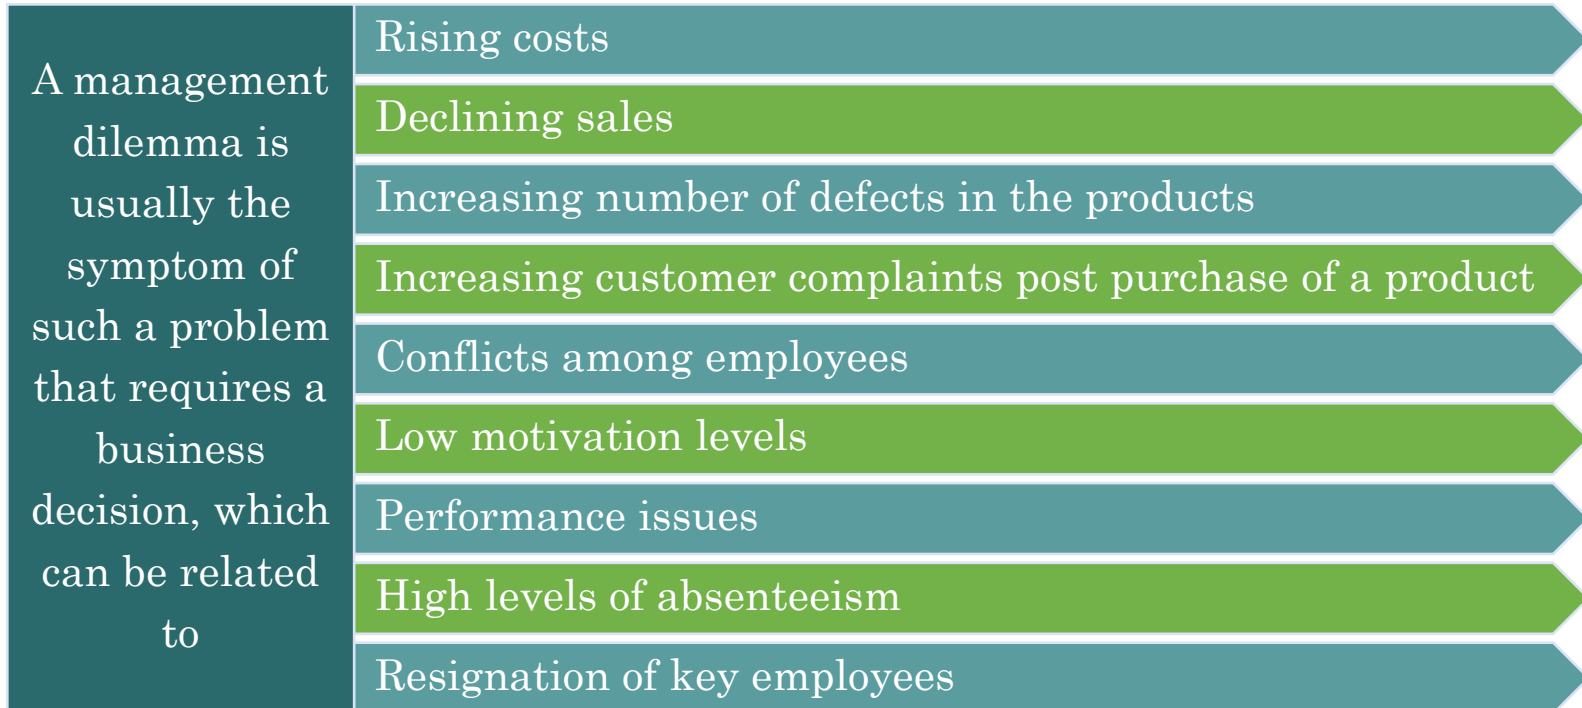 A management
dilemma is
usually the
symptom of
such a problem
that requires a
business
decision, which
can be related
to
Rising costs
Declining sales
Increasing number of defects in the products
Increasing customer complaints post purchase of a product
Conflicts among employees
Low motivation levels
Performance issues
High levels of absenteeism
Resignation of key employees